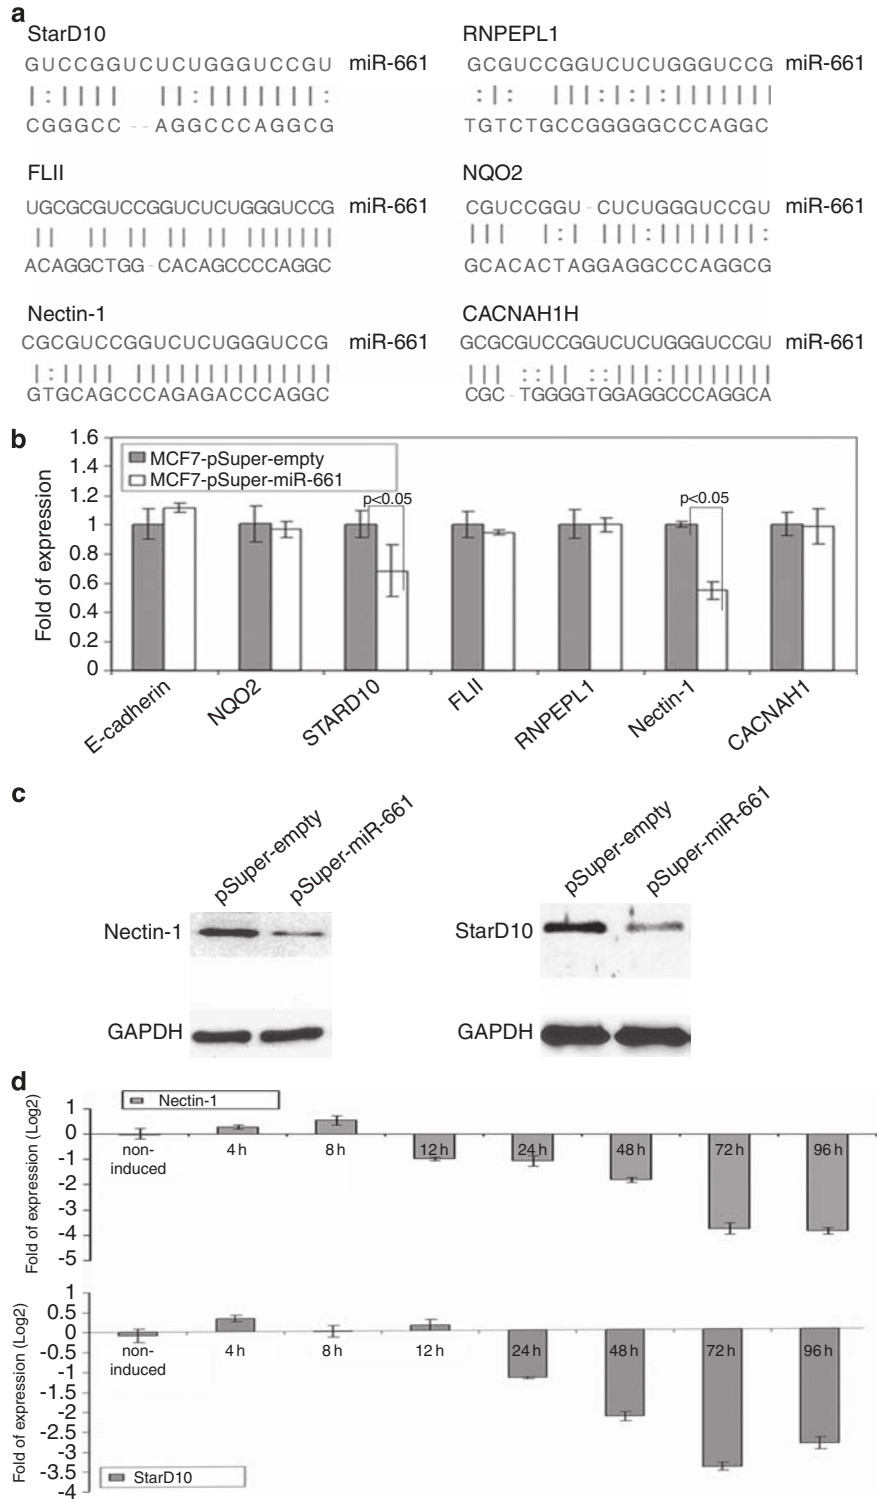 a
StarD10
GUCCGGUCUCUGGGUCCGU miR-661
CGGGCC--AGGCCCAGGCG
RNPEPL1
GCGUCCGGUCUCUGGGUCCG miR-661
TGTCTGCCGGGGGCCCAGGC
FLII
UGCGCGUCCGGUCUCUGGGUCCG miR-661
ACAGGCTGG-CACAGCCCCAGGC
NQO2
CGUCCGGU-CUCUGGGUCCGU miR-661
GCACACTAGGAGGCCCAGGCG
Nectin-1
CGCGUCCGGUCUCUGGGUCCG miR-661
GTGCAGCCCAGAGACCCAGGC
CACNAH1H
GCGCGUCCGGUCUCUGGGUCCGU miR-661
CGC-TGGGGTGGAGGCCCAGGCA
b
Fold of expression
1.6
1.4
1.2
1
0.8
0.6
0.4
0.2
0
MCF7-pSuper-empty
MCF7-pSuper-miR-661
p<0.05
p<0.05
E-cadherin
NQO2
STARD10
FLII
RNPEPL1
Nectin-1
CACNAH1
c
pSuper-empty
pSuper-miR-661
Nectin-1
GAPDH
pSuper-empty
pSuper-miR-661
StarD10
GAPDH
d
Fold of expression (Log2)
Nectin-1
1
0
-1
-2
-3
-4
-5
non-induced
4 h
8 h
12 h
24 h
48 h
72 h
96 h
Fold of expression (Log2)
1
0.5
0
-0.5
-1
-1.5
-2
-2.5
-3
-3.5
-4
non-induced
4 h
8 h
12 h
24 h
48 h
72 h
96 h
StarD10